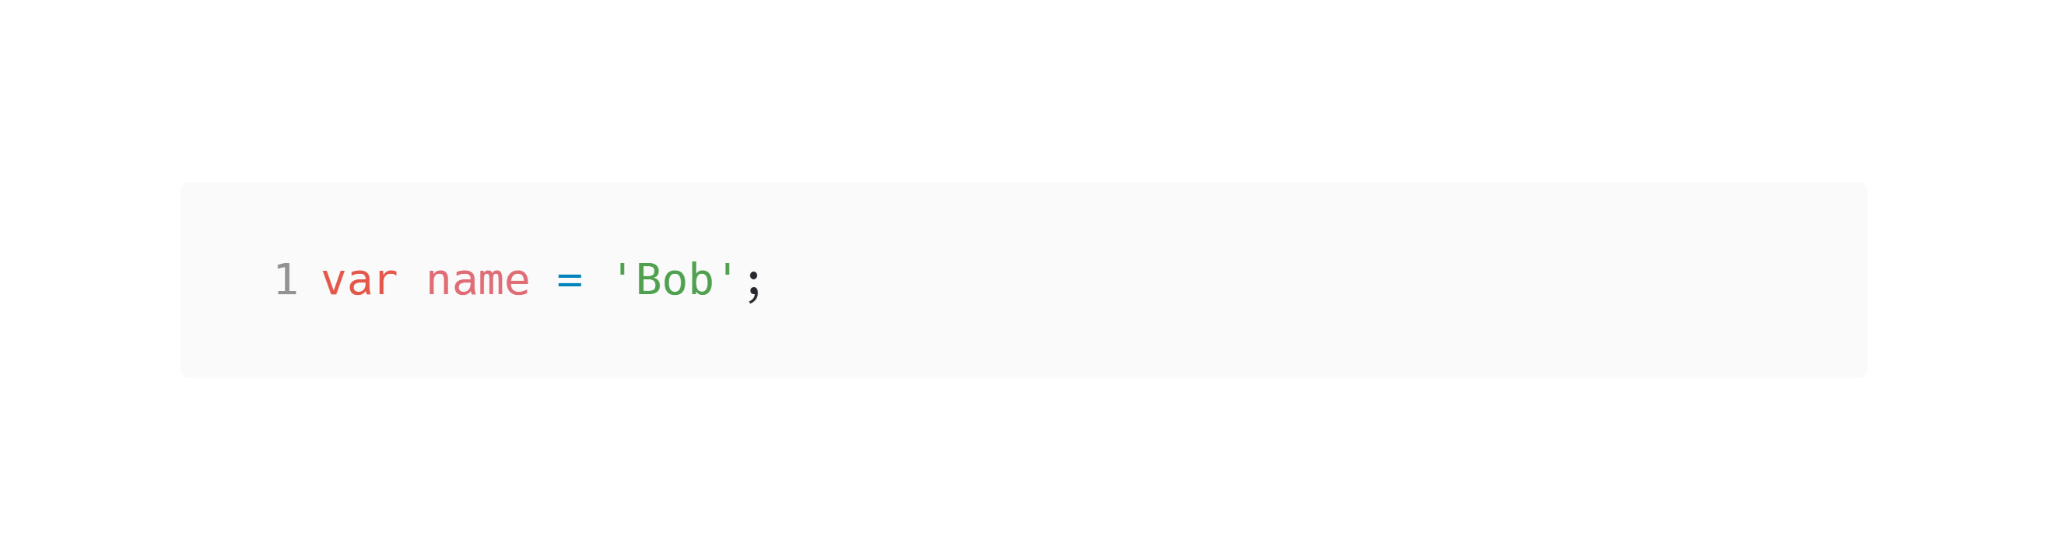 1 var name = 'Bob';